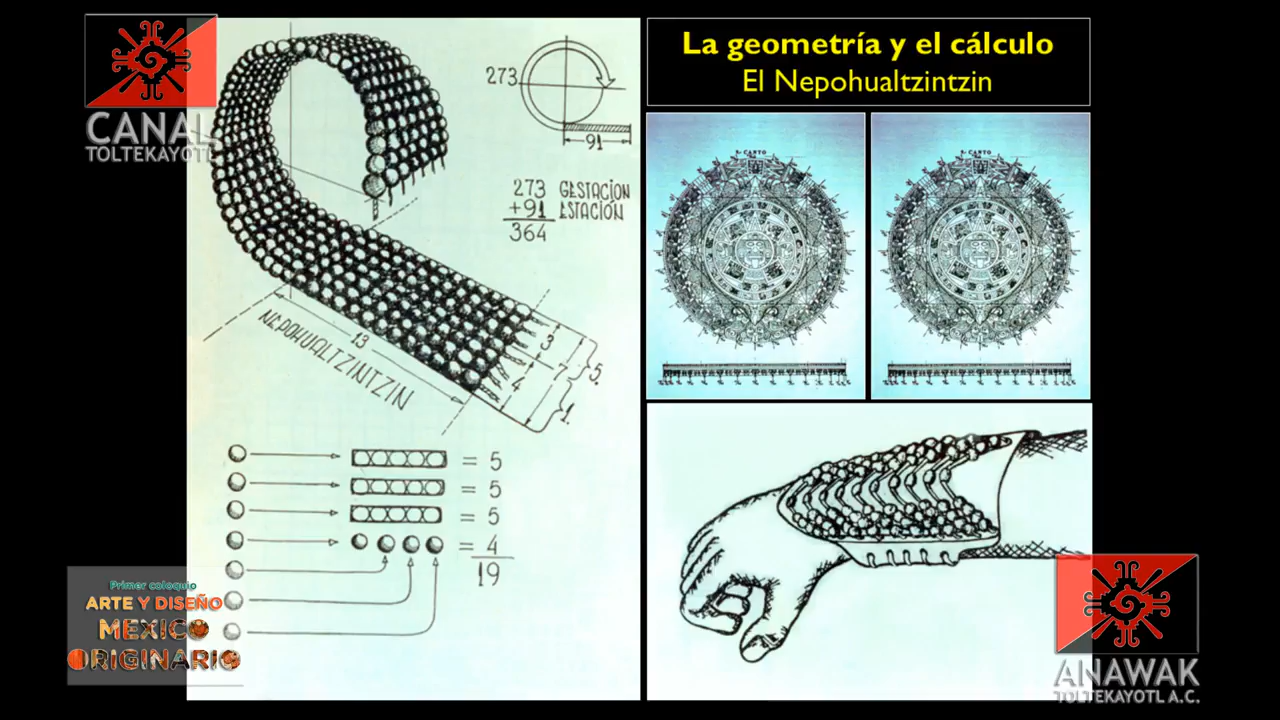 CANAL
TOLTEKAYOTL
273
91
273 GESTACION
+91 ESTACIÓN
364
NEPOHUALTZINTZIN
13
3
7
4
5.
1.
= 5
= 5
= 5
= 4
19
Primer coloquio
ARTE Y DISEÑO
MEXICO
ORIGINARIO
La geometría y el cálculo
El Nepohualtzintzin
ANAWAK
TOLTEKAYOTL A.C.